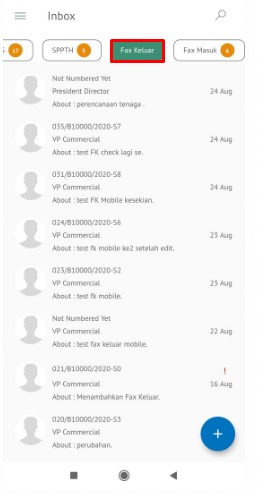 Inbox
17
SPPTH
Fax Keluar
Fax Masuk 6
Not Numbered Yet
President Director 24 Aug
About : perencanaan tenaga .
035/B10000/2020-S7
VP Commercial 24 Aug
About : test FK check lagi se.
031/B10000/2020-S8
VP Commercial 24 Aug
About : test FK Mobile kesekian.
024/B10000/2020-S6
VP Commercial 23 Aug
About : test fk mobile ke2 setelah edit.
023/B10000/2020-S2
VP Commercial 23 Aug
About : test fk mobile.
Not Numbered Yet
VP Commercial 22 Aug
About : test fax keluar mobile.
021/B10000/2020-S0 !
VP Commercial 16 Aug
About : Menambahkan Fax Keluar.
020/B10000/2020-S3
VP Commercial
About : perubahan.
+